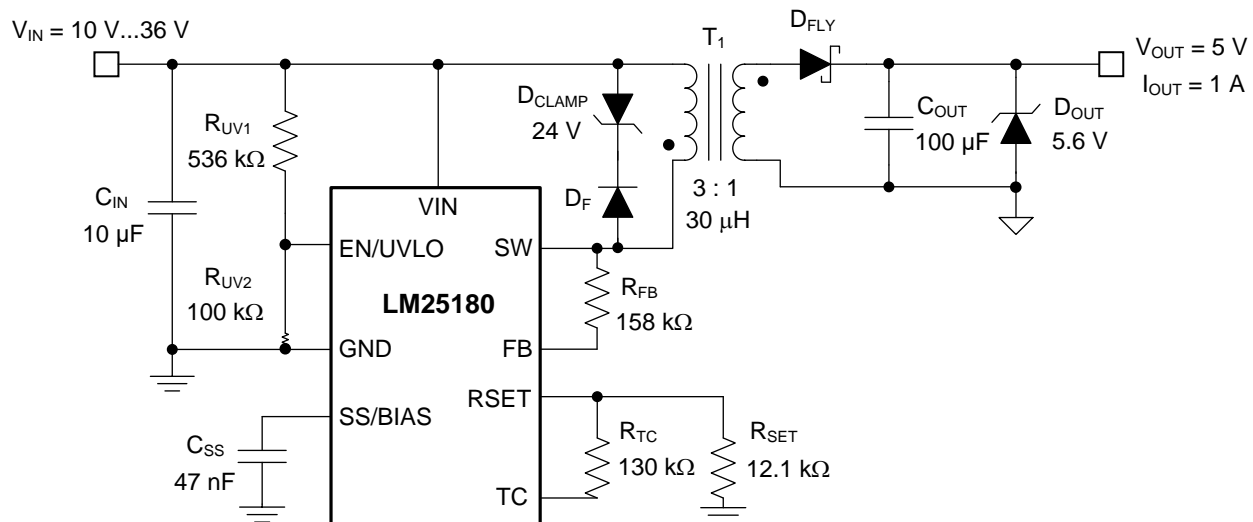 V_IN = 10 V...36 V
T₁
D_FLY
V_OUT = 5 V
I_OUT = 1 A
D_CLAMP
24 V
R_UV1
536 kΩ
C_OUT
100 µF
D_OUT
5.6 V
C_IN
10 µF
D_F
3 : 1
30 µH
VIN
EN/UVLO
SW
R_UV2
100 kΩ
LM25180
R_FB
158 kΩ
GND
FB
RSET
SS/BIAS
C_SS
47 nF
R_TC
130 kΩ
R_SET
12.1 kΩ
TC